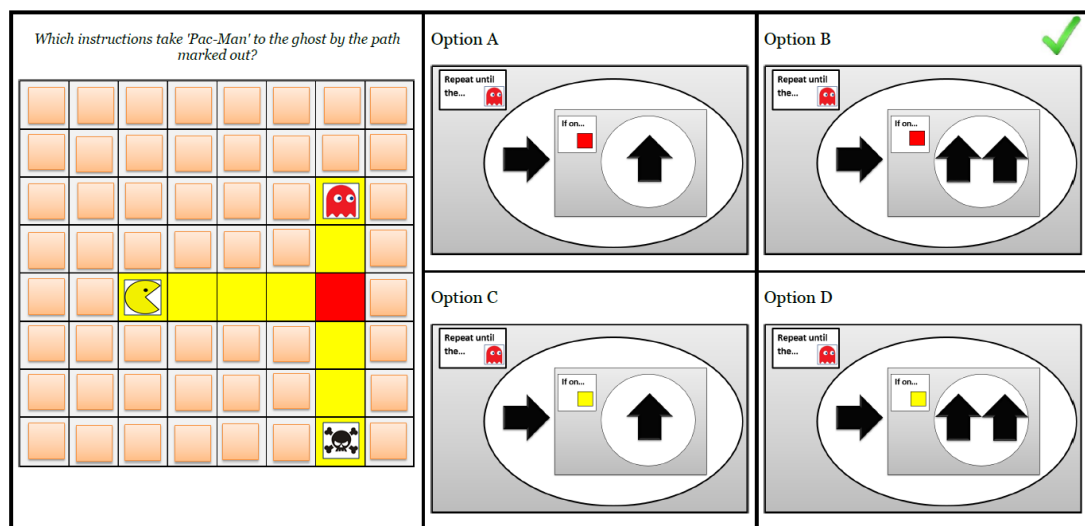 Which instructions take 'Pac-Man' to the ghost by the path
marked out?
Option A
Repeat until
the...
If on...
Option B
Repeat until
the...
If on...
Option C
Repeat until
the...
If on...
Option D
Repeat until
the...
If on...